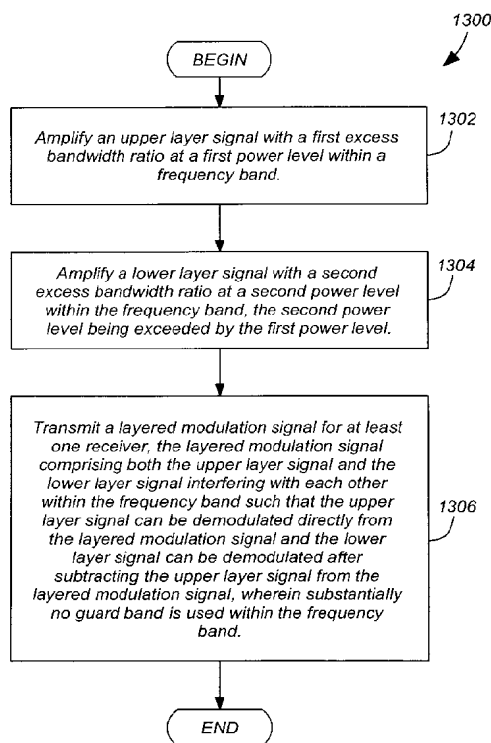 1300
BEGIN
1302
Amplify an upper layer signal with a first excess
bandwidth ratio at a first power level within a
frequency band.
1304
Amplify a lower layer signal with a second
excess bandwidth ratio at a second power level
within the frequency band, the second power
level being exceeded by the first power level.
Transmit a layered modulation signal for at least
one receiver, the layered modulation signal
comprising both the upper layer signal and the
lower layer signal interfering with each other
within the frequency band such that the upper
layer signal can be demodulated directly from
the layered modulation signal and the lower
layer signal can be demodulated after
subtracting the upper layer signal from the
layered modulation signal, wherein substantially
no guard band is used within the frequency
band.
1306
END